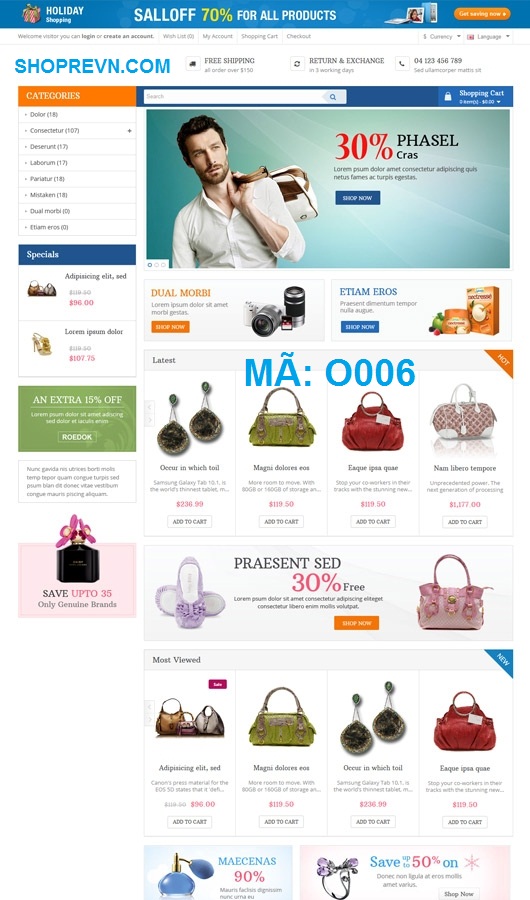 HOLIDAY
Shopping
SALLOFF 70% FOR ALL PRODUCTS
Get saving now »
Welcome visitor you can login or create an account.
Wish List (0)
My Account
Shopping Cart
Checkout
$ Currency
Language
SHOPREVN.COM
FREE SHIPPING
all order over $150
RETURN & EXCHANGE
in 3 working days
04 123 456 789
Sed ullamcorper mattis sit
CATEGORIES
Dolor (18)
Consectetur (107)
+
Deserunt (17)
Laborum (17)
Pariatur (18)
Mistaken (18)
Dual morbi (0)
Etiam eros (0)
Search
Shopping Cart
0 item(s) - $0.00
30% PHASEL
Cras
Lorem ipsum dolor amet consectetur adipiscing quis
netus fames ac turpis egestas.
SHOP NOW
Specials
Adipisicing elit, sed
$119.50
$96.00
Lorem ipsum dolor
$119.50
$107.75
DUAL MORBI
Lorem ipsum dolor sit
amet consectetur
SHOP NOW
ETIAM EROS
Praesent dimentum tempor
nulla augue.
SHOP NOW
AN EXTRA 15% OFF
Lorem ipsum dolor sit amet
sed dolor et lobortis
ROEDOK
Nunc gavida nis utrices borti molis
temp tepor quam congue turpis sed
ipsum blan dit donec vitae vestibum
congue mauris piscing aliquam.
SAVE UPTO 35
Only Genuine Brands
Latest
HOT
MÃ: O006
Occur in which toil
Samsung Galaxy Tab 10.1, is
the world's thinnest tablet, m...
$236.99
ADD TO CART
Magni dolores eos
More room to move. With
80GB or 160GB of storage an...
$119.50
ADD TO CART
Eaque ipsa quae
Stop your co-workers in their
tracks with the stunning new...
$119.50
ADD TO CART
Nam libero tempore
Unprecedented power. The
next generation of processing
$1,177.00
ADD TO CART
PRAESENT SED
30% Free
Lorem ipsum dolor sit amet consectetur adipiscing eliteget
consectetur libero enim mollis volutpat.
SHOP NOW
Most Viewed
NEW
Sale
Adipisicing elit, sed
Canon's press material for the
EOS 5D states that it 'defi...
$119.50 $96.00
ADD TO CART
Magni dolores eos
More room to move. With
80GB or 160GB of storage an...
$119.50
ADD TO CART
Occur in which toil
Samsung Galaxy Tab 10.1, is
the world's thinnest tablet, m...
$236.99
ADD TO CART
Eaque ipsa quae
Stop your co-workers in their
tracks with the stunning new...
$119.50
ADD TO CART
MAECENAS
90%
Mauris facilizis dignissim
Save up to 50% on
Donec non ligula at eros mollis
amet varius.
Shop Now